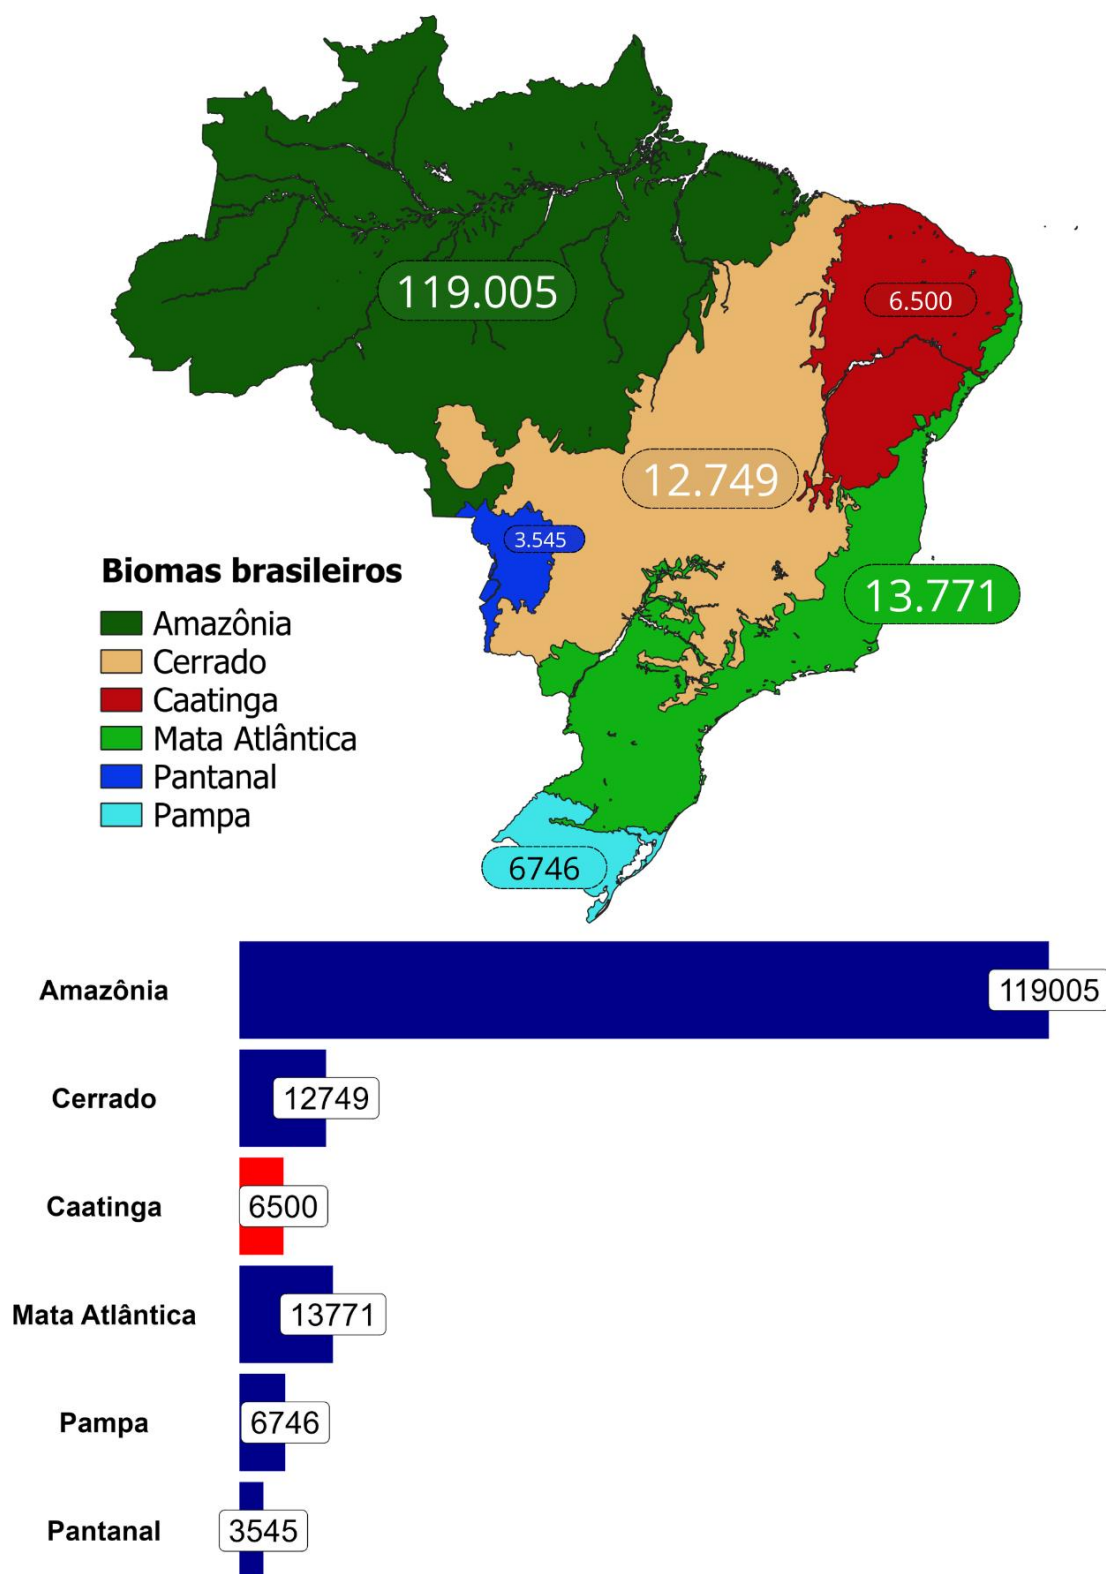 119.005
6.500
12.749
3.545
13.771
Biomas brasileiros
Amazônia
Cerrado
Caatinga
Mata Atlântica
Pantanal
Pampa
6746
Amazônia 119005
Cerrado 12749
Caatinga 6500
Mata Atlântica 13771
Pampa 6746
Pantanal 3545